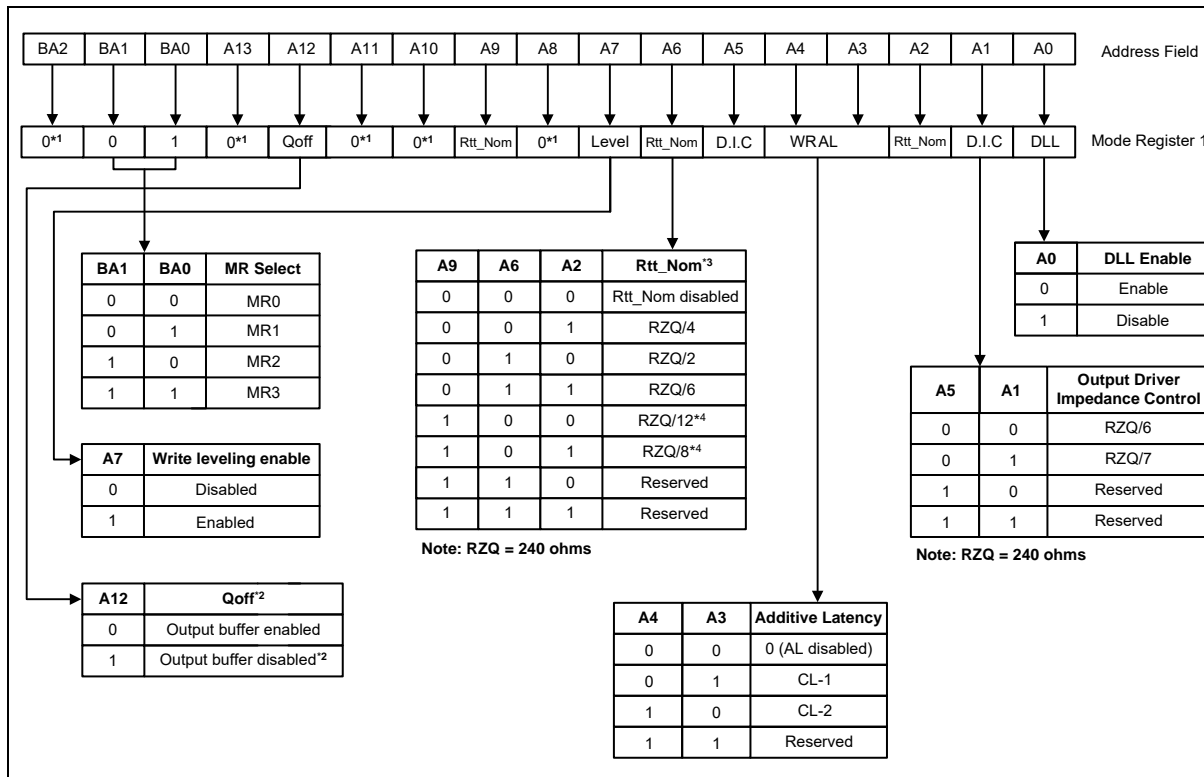 BA2 BA1 BA0 A13 A12 A11 A10 A9 A8 A7 A6 A5 A4 A3 A2 A1 A0 Address Field
0*1 0 1 0*1 Qoff 0*1 0*1 Rtt_Nom 0*1 Level Rtt_Nom D.I.C WRAL Rtt_Nom D.I.C DLL Mode Register 1
BA1 BA0 MR Select
0 0 MR0
0 1 MR1
1 0 MR2
1 1 MR3
A7 Write leveling enable
0 Disabled
1 Enabled
A12 Qoff*2
0 Output buffer enabled
1 Output buffer disabled*2
A9 A6 A2 Rtt_Nom*3
0 0 0 Rtt_Nom disabled
0 0 1 RZQ/4
0 1 0 RZQ/2
0 1 1 RZQ/6
1 0 0 RZQ/12*4
1 0 1 RZQ/8*4
1 1 0 Reserved
1 1 1 Reserved
Note: RZQ = 240 ohms
A4 A3 Additive Latency
0 0 0 (AL disabled)
0 1 CL-1
1 0 CL-2
1 1 Reserved
A0 DLL Enable
0 Enable
1 Disable
A5 A1 Output Driver
Impedance Control
0 0 RZQ/6
0 1 RZQ/7
1 0 Reserved
1 1 Reserved
Note: RZQ = 240 ohms